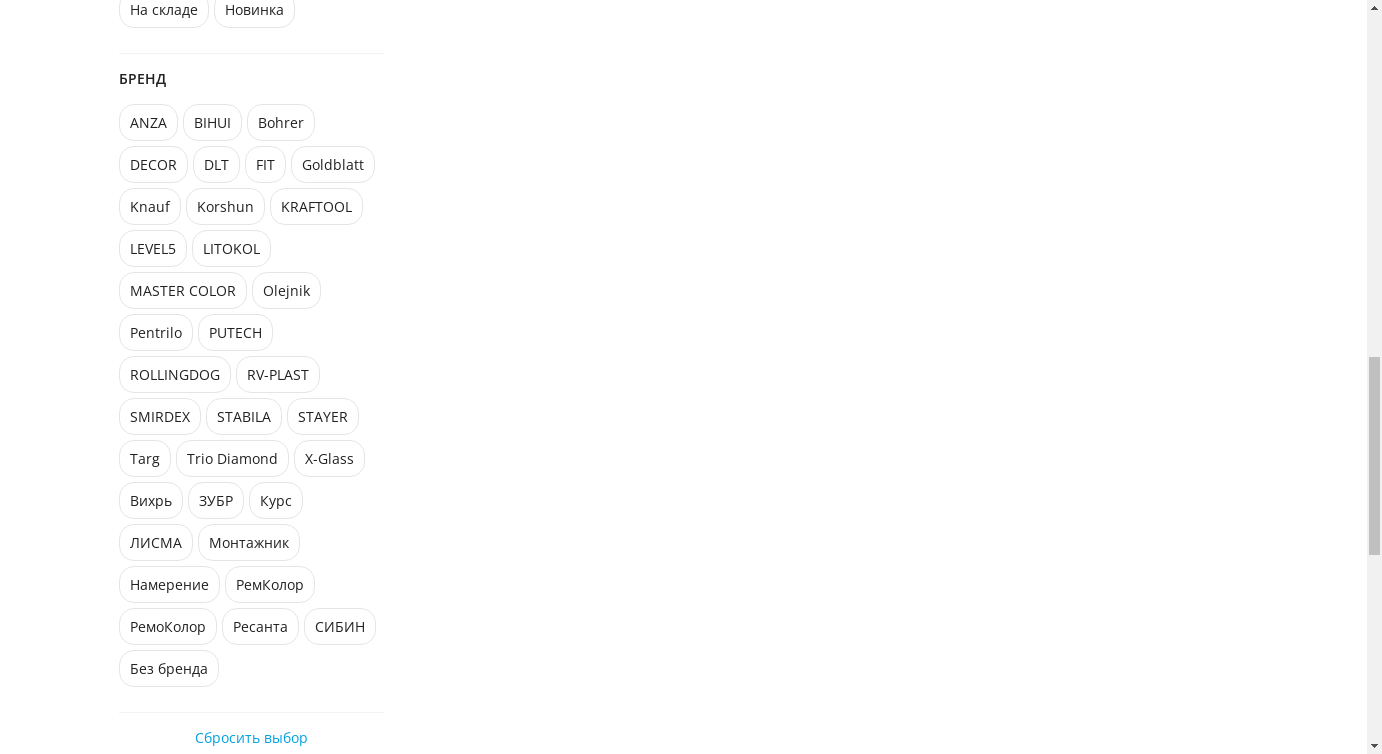 На складе Новинка
БРЕНД
ANZA BIHUI Bohrer
DECOR DLT FIT Goldblatt
Knauf Korshun KRAFTOOL
LEVEL5 LITOKOL
MASTER COLOR Olejnik
Pentrilo PUTECH
ROLLINGDOG RV-PLAST
SMIRDEX STABILA STAYER
Targ Trio Diamond X-Glass
Вихрь ЗУБР Курс
ЛИСМА Монтажник
Намерение РемКолор
РемоКолор Ресанта СИБИН
Без бренда
Сбросить выбор